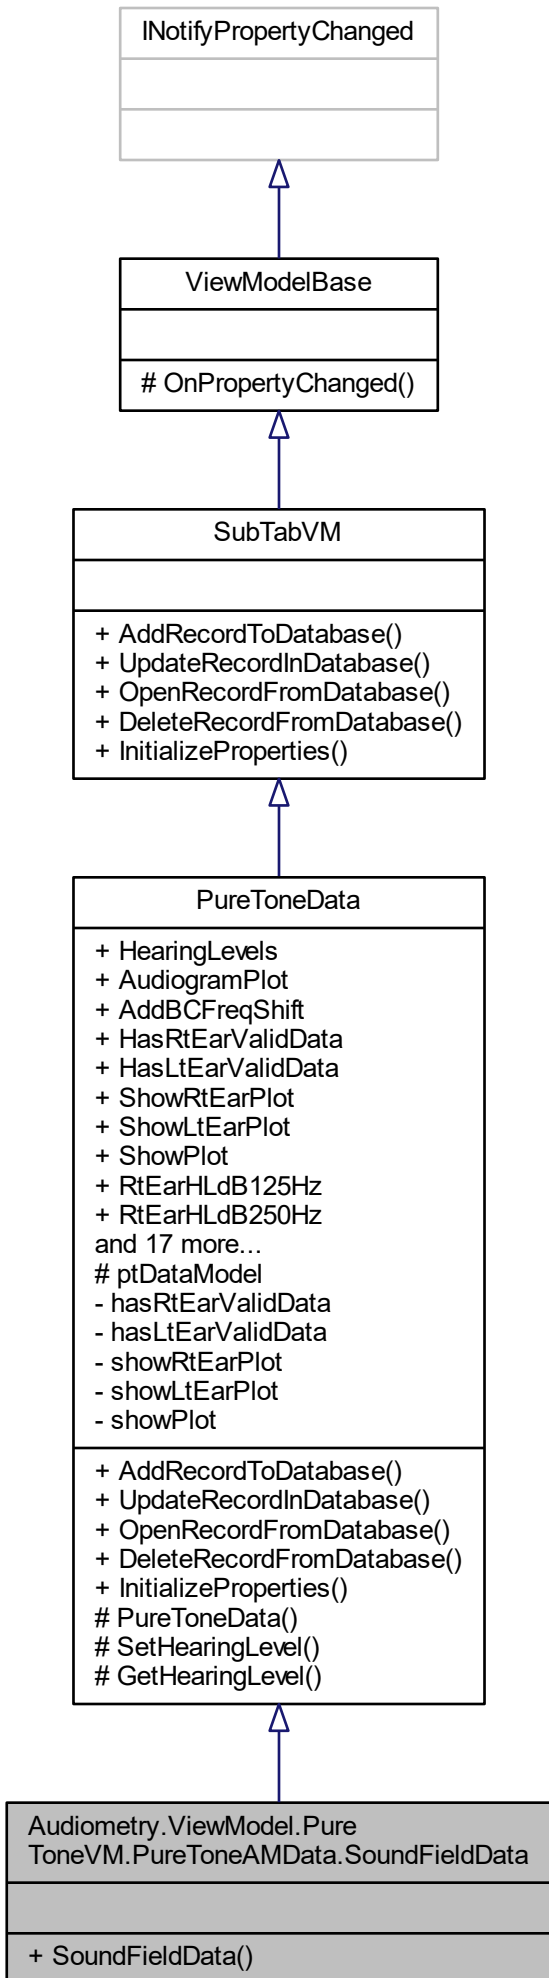 INotifyPropertyChanged
ViewModelBase
# OnPropertyChanged()
SubTabVM
+ AddRecordToDatabase()
+ UpdateRecordInDatabase()
+ OpenRecordFromDatabase()
+ DeleteRecordFromDatabase()
+ InitializeProperties()
PureToneData
+ HearingLevels
+ AudiogramPlot
+ AddBCFreqShift
+ HasRtEarValidData
+ HasLtEarValidData
+ ShowRtEarPlot
+ ShowLtEarPlot
+ ShowPlot
+ RtEarHLdB125Hz
+ RtEarHLdB250Hz
and 17 more...
# ptDataModel
- hasRtEarValidData
- hasLtEarValidData
- showRtEarPlot
- showLtEarPlot
- showPlot
+ AddRecordToDatabase()
+ UpdateRecordInDatabase()
+ OpenRecordFromDatabase()
+ DeleteRecordFromDatabase()
+ InitializeProperties()
# PureToneData()
# SetHearingLevel()
# GetHearingLevel()
Audiometry.ViewModel.Pure
ToneVM.PureToneAMData.SoundFieldData
+ SoundFieldData()